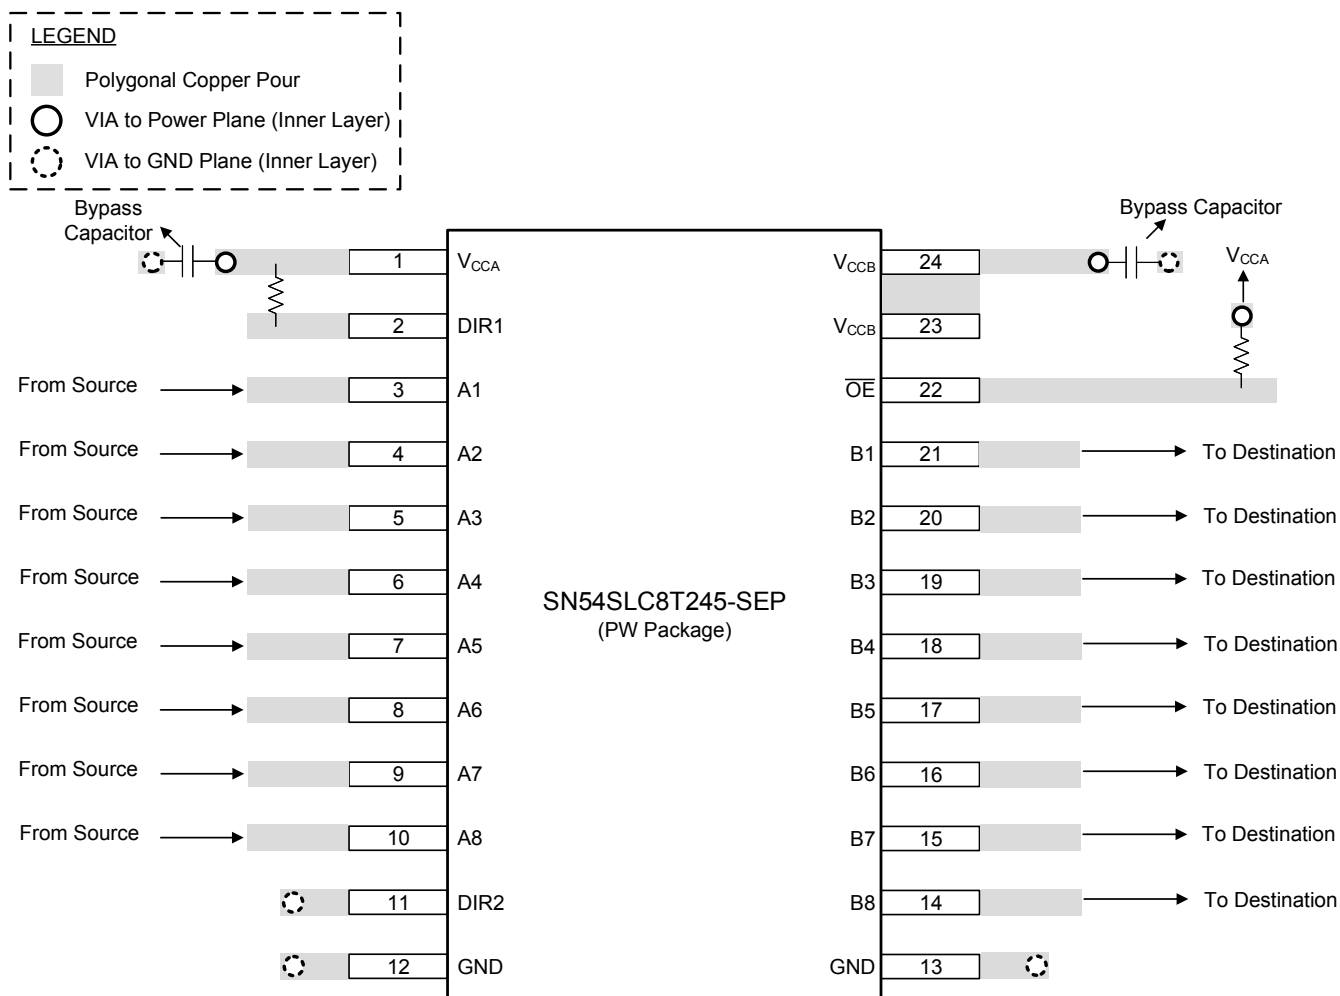 LEGEND
Polygonal Copper Pour
VIA to Power Plane (Inner Layer)
VIA to GND Plane (Inner Layer)
Bypass
Capacitor
Bypass Capacitor
1 VCCA
VCCB 24
VCCA
2 DIR1
VCCB 23
From Source 3 A1
OE 22
From Source 4 A2
B1 21 To Destination
From Source 5 A3
B2 20 To Destination
From Source 6 A4
B3 19 To Destination
SN54SLC8T245-SEP
(PW Package)
From Source 7 A5
B4 18 To Destination
From Source 8 A6
B5 17 To Destination
From Source 9 A7
B6 16 To Destination
From Source 10 A8
B7 15 To Destination
11 DIR2
B8 14 To Destination
12 GND
GND 13